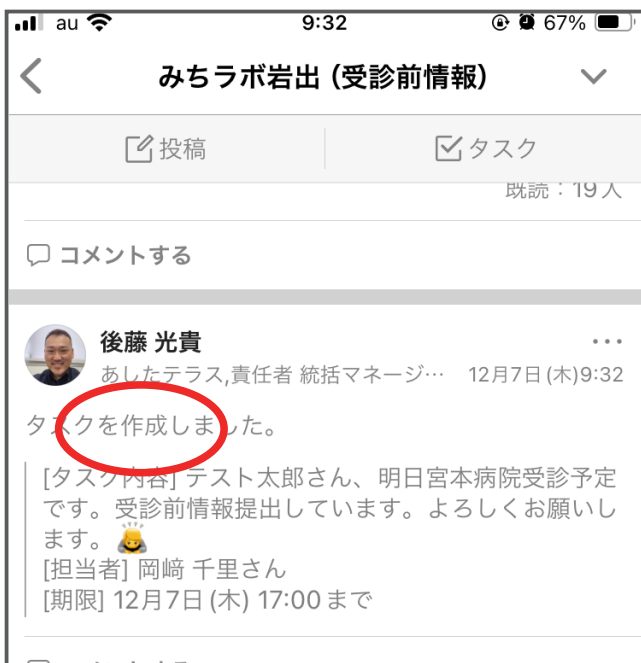 au 9:32 67%
みちラボ岩出（受診前情報）
投稿 タスク
既読：19人
コメントする
後藤 光貴
あしたテラス,責任者 統括マネージ… 12月7日(木)9:32
タスクを作成しました。
[タスク内容] テスト太郎さん、明日宮本病院受診予定
です。受診前情報提出しています。よろしくお願いし
ます。🙇
[担当者] 岡﨑 千里さん
[期限] 12月7日(木) 17:00まで